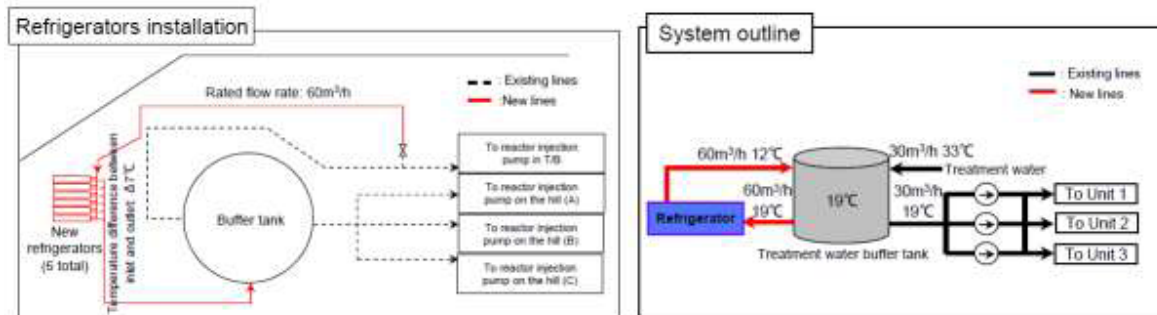 Refrigerators installation
: Existing lines
:New lines
Rated flow rate: 60m³/h
Temperature difference between
inlet and outlet Δ7℃
New
refrigerators
(5 total)
Buffer tank
To reactor injection
pump in T/B
To reactor injection
pump on the hill (A)
To reactor injection
pump on the hill (B)
To reactor injection
pump on the hill (C)
System outline
: Existing lines
: New lines
60m³/h 12℃
30m³/h 33℃
Treatment water
60m³/h
19℃
19℃
30m³/h
19℃
Refrigerator
Treatment water buffer tank
To Unit 1
To Unit 2
To Unit 3